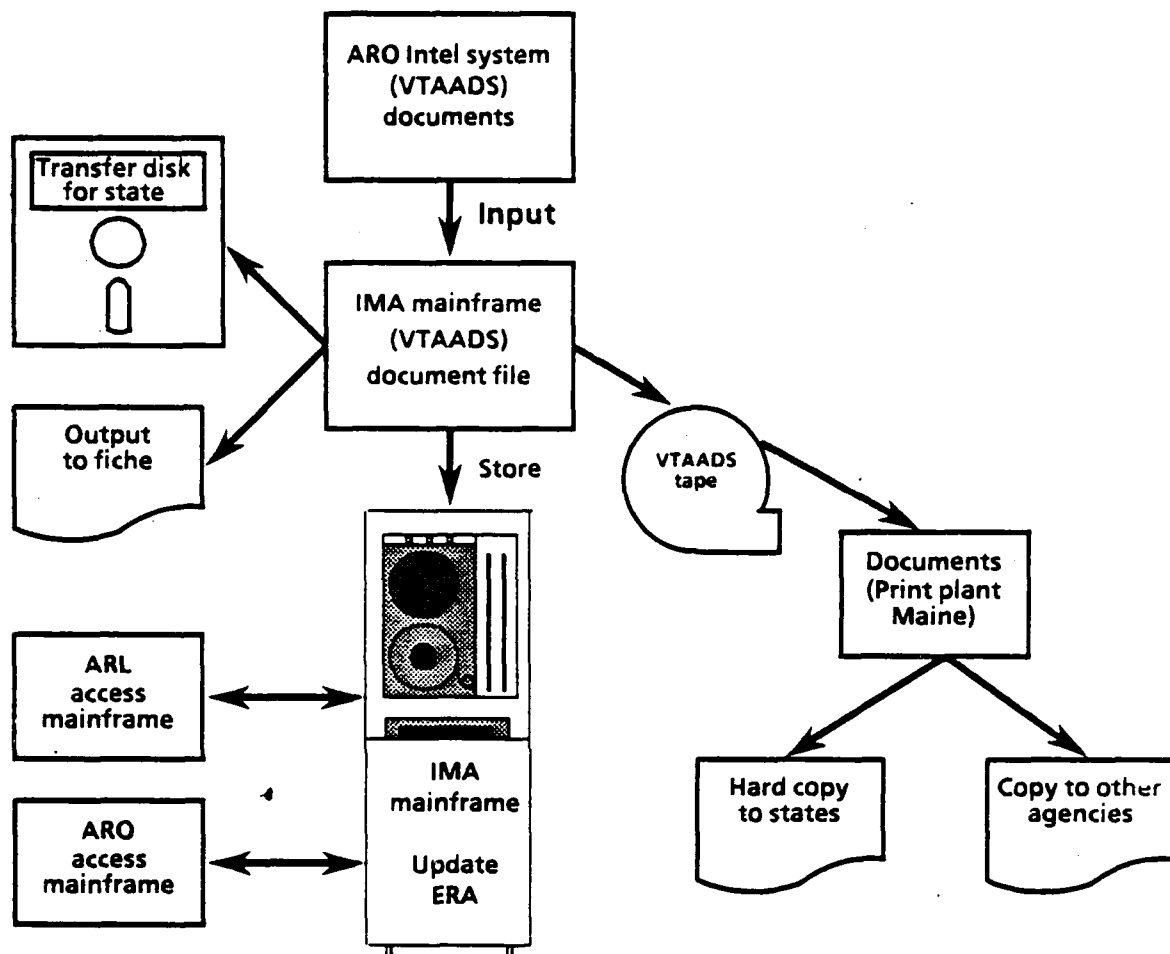 ARO Intel system
(VTAADS)
documents
Transfer disk
for state
Input
IMA mainframe
(VTAADS)
document file
Output
to fiche
Store
VTAADS
tape
Documents
(Print plant
Maine)
ARL
access
mainframe
IMA
mainframe
Update
ERA
Hard copy
to states
Copy to other
agencies
ARO
access
mainframe